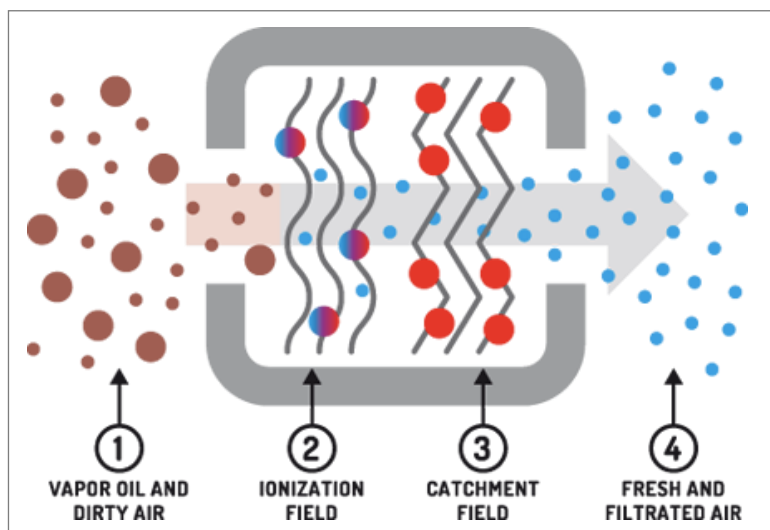 1
VAPOR OIL AND
DIRTY AIR
2
IONIZATION
FIELD
3
CATCHMENT
FIELD
4
FRESH AND
FILTRATED AIR